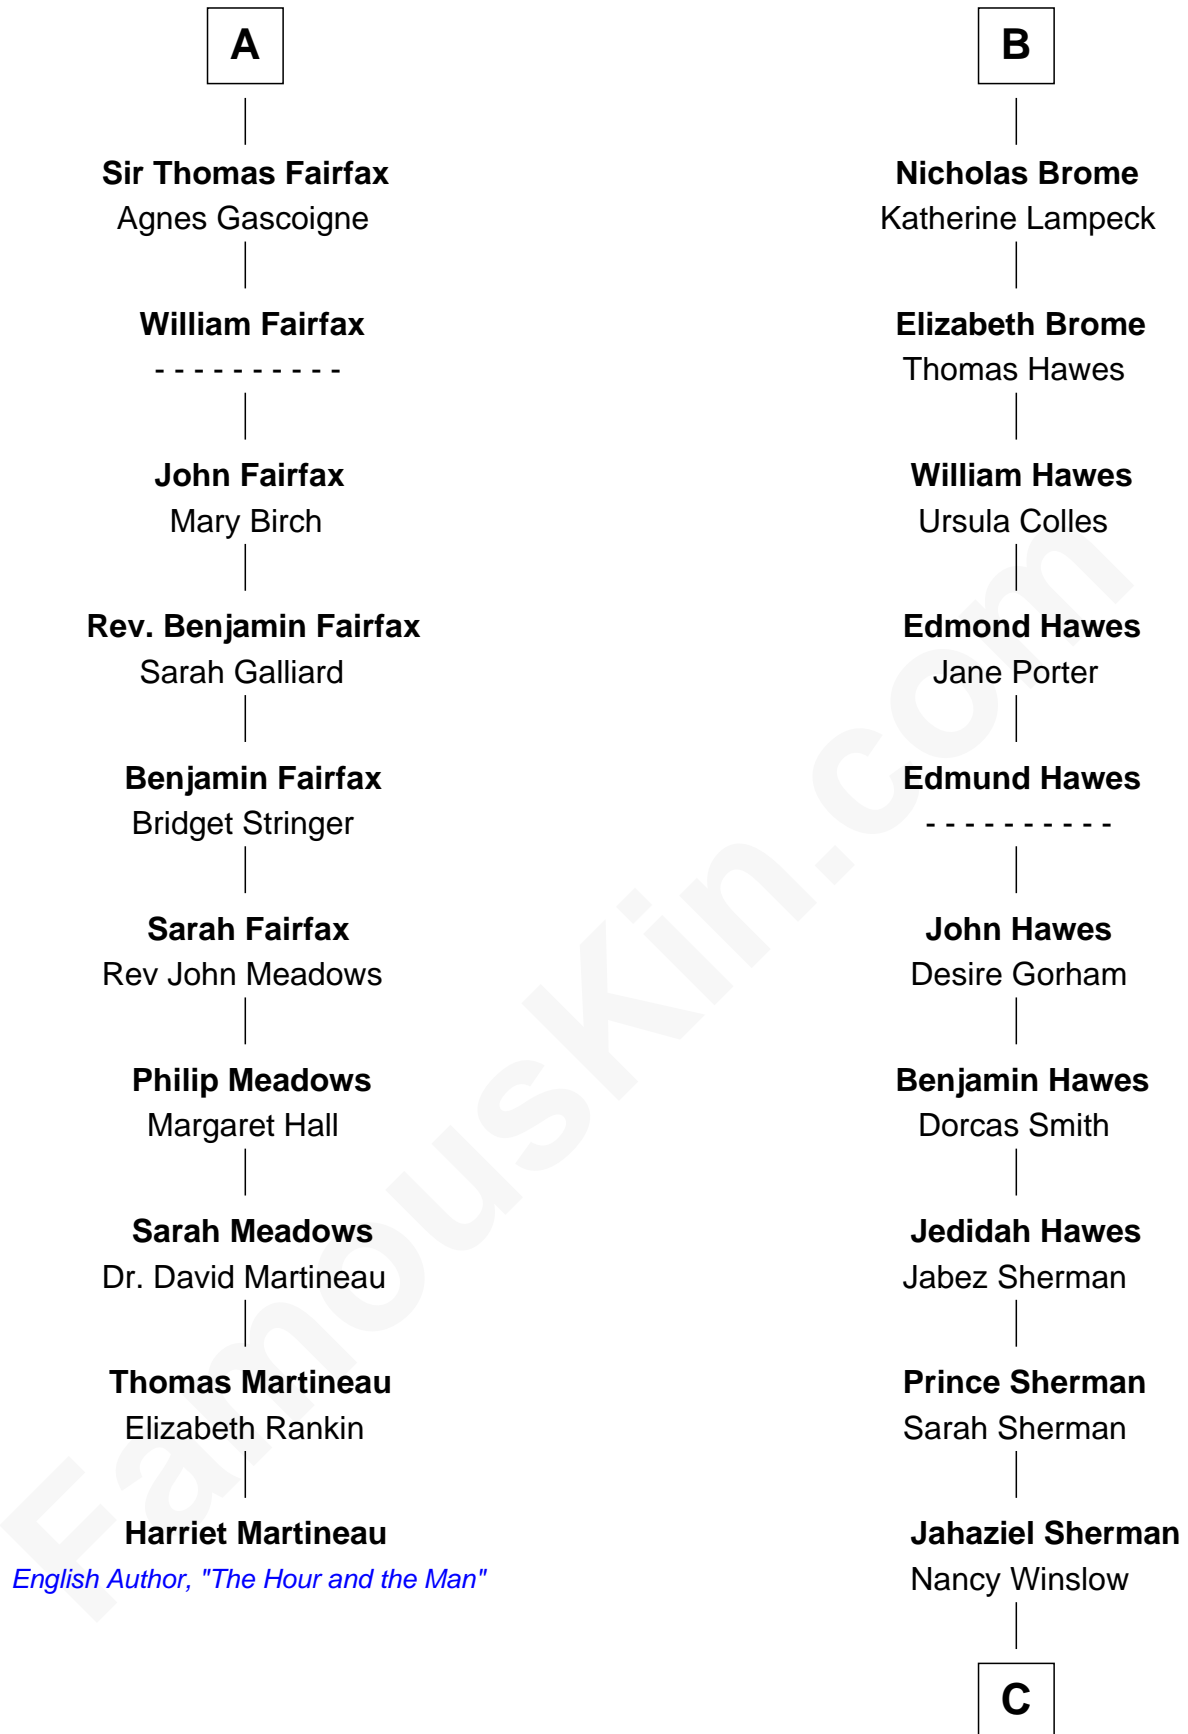 A
Sir Thomas Fairfax
Agnes Gascoigne
William Fairfax
- - - - - - - - - -
John Fairfax
Mary Birch
Rev. Benjamin Fairfax
Sarah Galliard
Benjamin Fairfax
Bridget Stringer
Sarah Fairfax
Rev John Meadows
Philip Meadows
Margaret Hall
Sarah Meadows
Dr. David Martineau
Thomas Martineau
Elizabeth Rankin
Harriet Martineau
English Author, "The Hour and the Man"
B
Nicholas Brome
Katherine Lampeck
Elizabeth Brome
Thomas Hawes
William Hawes
Ursula Colles
Edmond Hawes
Jane Porter
Edmund Hawes
- - - - - - - - - -
John Hawes
Desire Gorham
Benjamin Hawes
Dorcas Smith
Jedidah Hawes
Jabez Sherman
Prince Sherman
Sarah Sherman
Jahaziel Sherman
Nancy Winslow
C
FamousKin.com